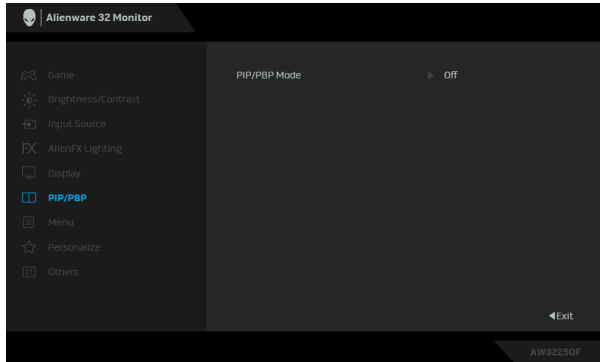 Alienware 32 Monitor
Game
PIP/PBP Mode Off
Brightness/Contrast
Input Source
FX AlienFX Lighting
Display
PIP/PBP
Menu
Personalize
Others
Exit
AW3225QF